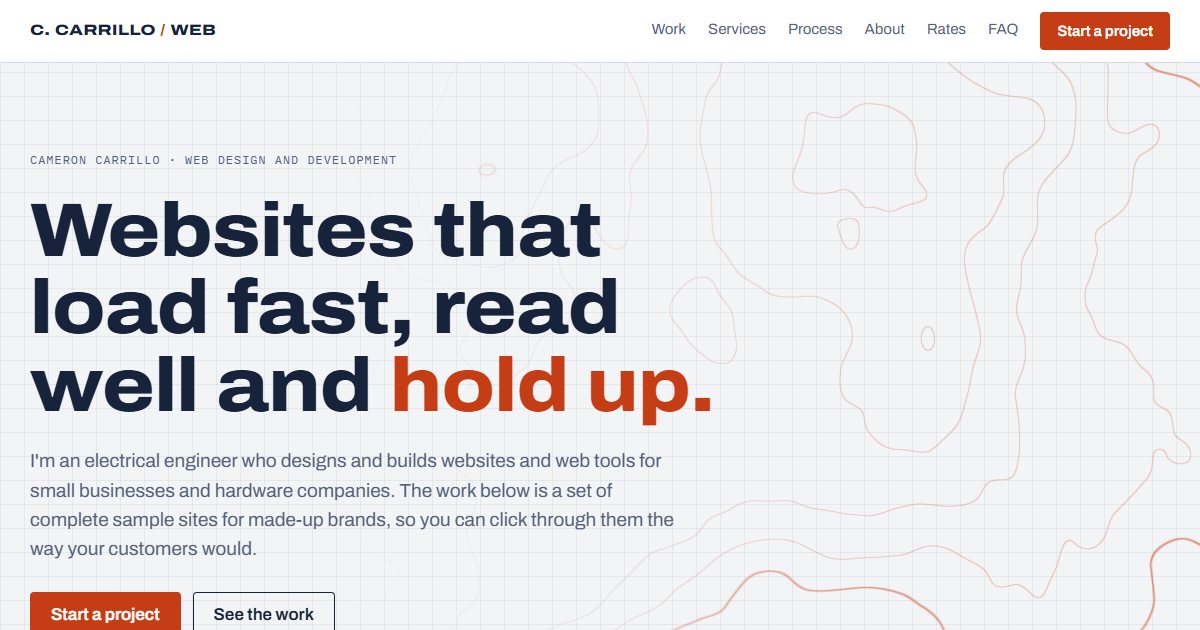 C. CARRILLO / WEB
Work Services Process About Rates FAQ Start a project
CAMERON CARRILLO · WEB DESIGN AND DEVELOPMENT
Websites that
load fast, read
well and hold up.
I'm an electrical engineer who designs and builds websites and web tools for
small businesses and hardware companies. The work below is a set of
complete sample sites for made-up brands, so you can click through them the
way your customers would.
Start a project See the work